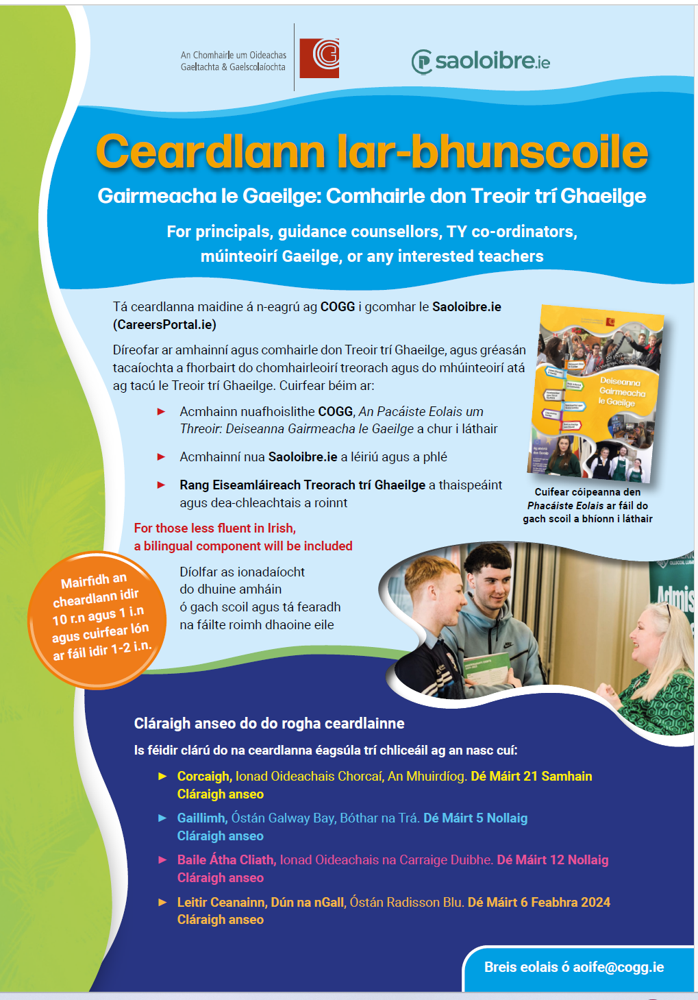 An Chomhairle um Oideachas
Gaeltachta & Gaelscolaíochta
saoloibre.ie
Ceardlann Iar-bhunscoile
Gairmeacha le Gaeilge: Comhairle don Treoir trí Ghaeilge
For principals, guidance counsellors, TY co-ordinators,
múinteoirí Gaeilge, or any interested teachers
Tá ceardlanna maidine á n-eagrú ag COGG i gcomhar le Saoloibre.ie
(CareersPortal.ie)
Díreofar ar amhainní agus comhairle don Treoir trí Ghaeilge, agus gréasán
tacaíochta a fhorbairt do chomhairleoirí treorach agus do mhúinteoirí atá
ag tacú le Treoir trí Ghaeilge. Cuirfear béim ar:
► Acmhainn nuafhoislithe COGG, An Pacáiste Eolais um
Threoir: Deiseanna Gairmeacha le Gaeilge a chur i láthair
► Acmhainní nua Saoloibre.ie a léiriú agus a phlé
► Rang Eiseamláireach Treorach trí Ghaeilge a thaispeáint
agus dea-chleachtais a roinnt
Deiseanna
Gairmeacha
le Gaeilge
Cuifear cóipeanna den
Phacáiste Eolais ar fáil do
gach scoil a bhíonn i láthair
For those less fluent in Irish,
a bilingual component will be included
Díolfar as ionadaíocht
do dhuine amháin
ó gach scoil agus tá fearadh
na fáilte roimh dhaoine eile
Mairfidh an
cheardlann idir
10 r.n agus 1 i.n
agus cuirfear lón
ar fáil idir 1-2 i.n.
Admis
Cláraigh anseo do do rogha ceardlainne
Is féidir clárú do na ceardlanna éagsúla trí chliceáil ag an nasc cuí:
► Corcaigh, Ionad Oideachais Chorcaí, An Mhuirdíog. Dé Máirt 21 Samhain
Cláraigh anseo
► Gaillimh, Óstán Galway Bay, Bóthar na Trá. Dé Máirt 5 Nollaig
Cláraigh anseo
► Baile Átha Cliath, Ionad Oideachais na Carraige Duibhe. Dé Máirt 12 Nollaig
Cláraigh anseo
► Leitir Ceanainn, Dún na nGall, Óstán Radisson Blu. Dé Máirt 6 Feabhra 2024
Cláraigh anseo
Breis eolais ó aoife@cogg.ie